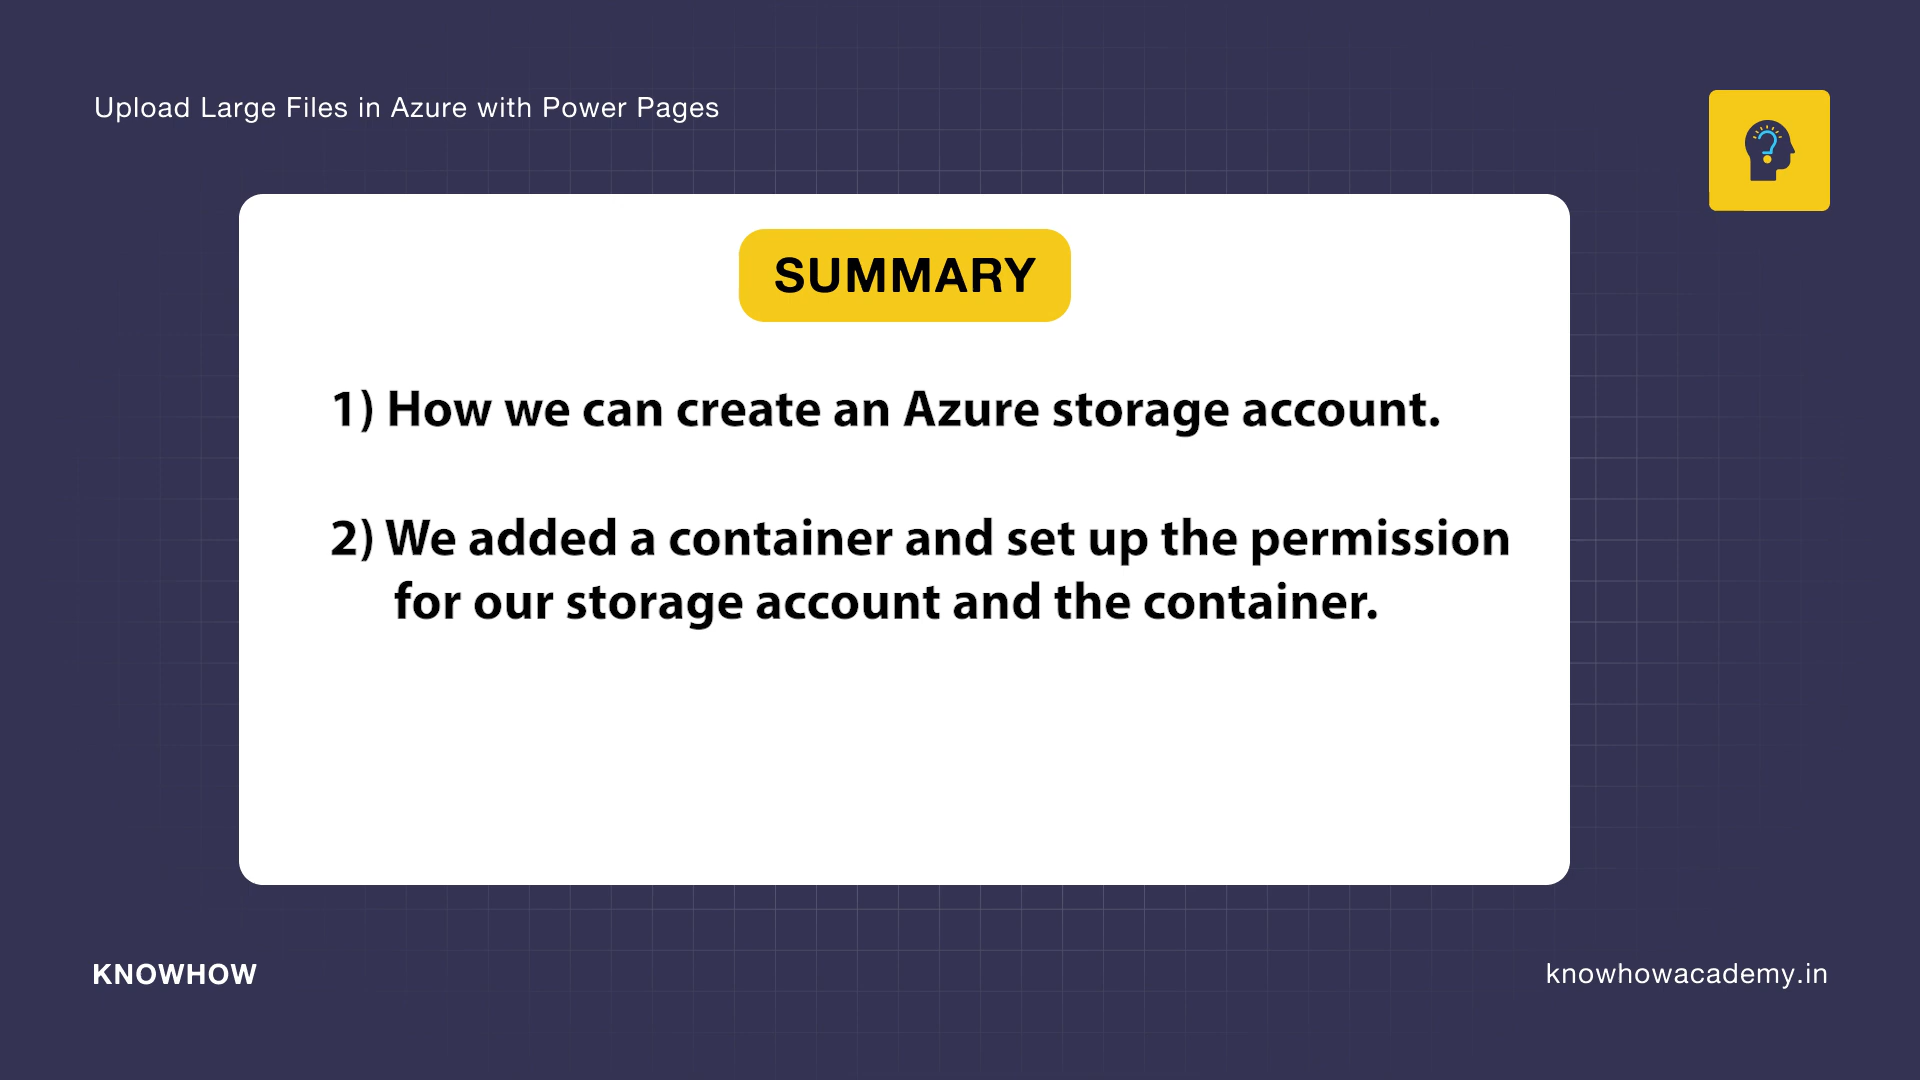 Upload Large Files in Azure with Power Pages
SUMMARY
1) How we can create an Azure storage account.
2) We added a container and set up the permission
for our storage account and the container.
KNOWHOW
knowhowacademy.in